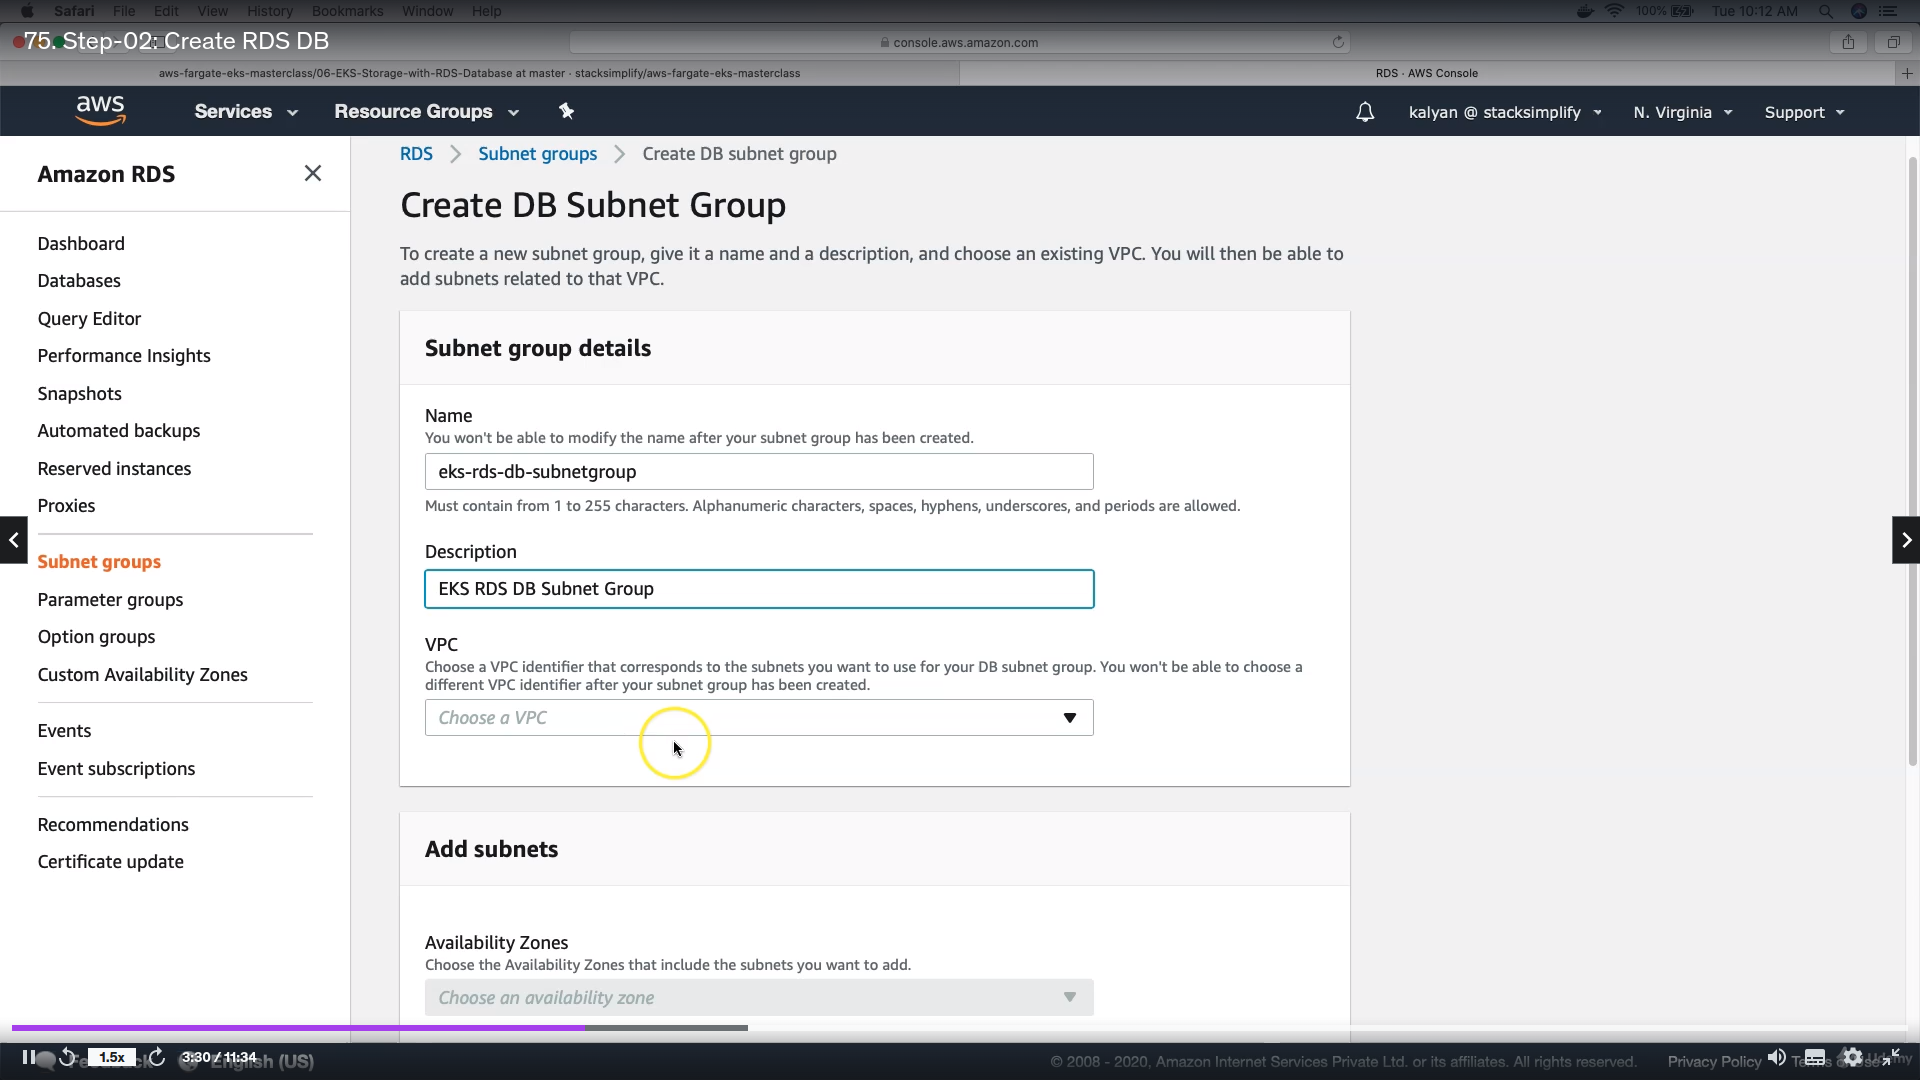 Safari File Edit View History Bookmarks Window Help 100% Tue 10:12 AM
75. Step-02: Create RDS DB
console.aws.amazon.com
aws-fargate-eks-masterclass/06-EKS-Storage-with-RDS-Database at master · stacksimplify/aws-fargate-eks-masterclass
RDS · AWS Console
aws Services Resource Groups kalyan @ stacksimplify N. Virginia Support
Amazon RDS
Dashboard
Databases
Query Editor
Performance Insights
Snapshots
Automated backups
Reserved instances
Proxies
Subnet groups
Parameter groups
Option groups
Custom Availability Zones
Events
Event subscriptions
Recommendations
Certificate update
RDS > Subnet groups > Create DB subnet group
Create DB Subnet Group
To create a new subnet group, give it a name and a description, and choose an existing VPC. You will then be able to
add subnets related to that VPC.
Subnet group details
Name
You won't be able to modify the name after your subnet group has been created.
eks-rds-db-subnetgroup
Must contain from 1 to 255 characters. Alphanumeric characters, spaces, hyphens, underscores, and periods are allowed.
Description
EKS RDS DB Subnet Group
VPC
Choose a VPC identifier that corresponds to the subnets you want to use for your DB subnet group. You won't be able to choose a
different VPC identifier after your subnet group has been created.
Choose a VPC
Add subnets
Availability Zones
Choose the Availability Zones that include the subnets you want to add.
Choose an availability zone
1.5x 3:30 / 11:34
English (US)
© 2008 - 2020, Amazon Internet Services Private Ltd. or its affiliates. All rights reserved. Privacy Policy